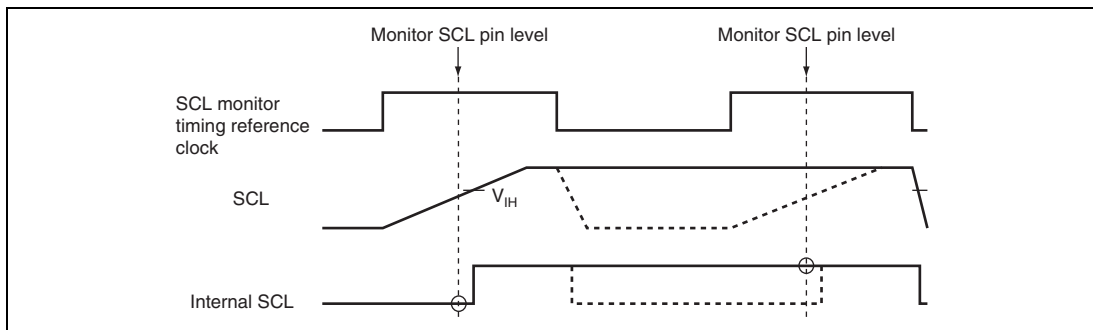 Monitor SCL pin level
Monitor SCL pin level
SCL monitor
timing reference
clock
SCL
VIH
Internal SCL